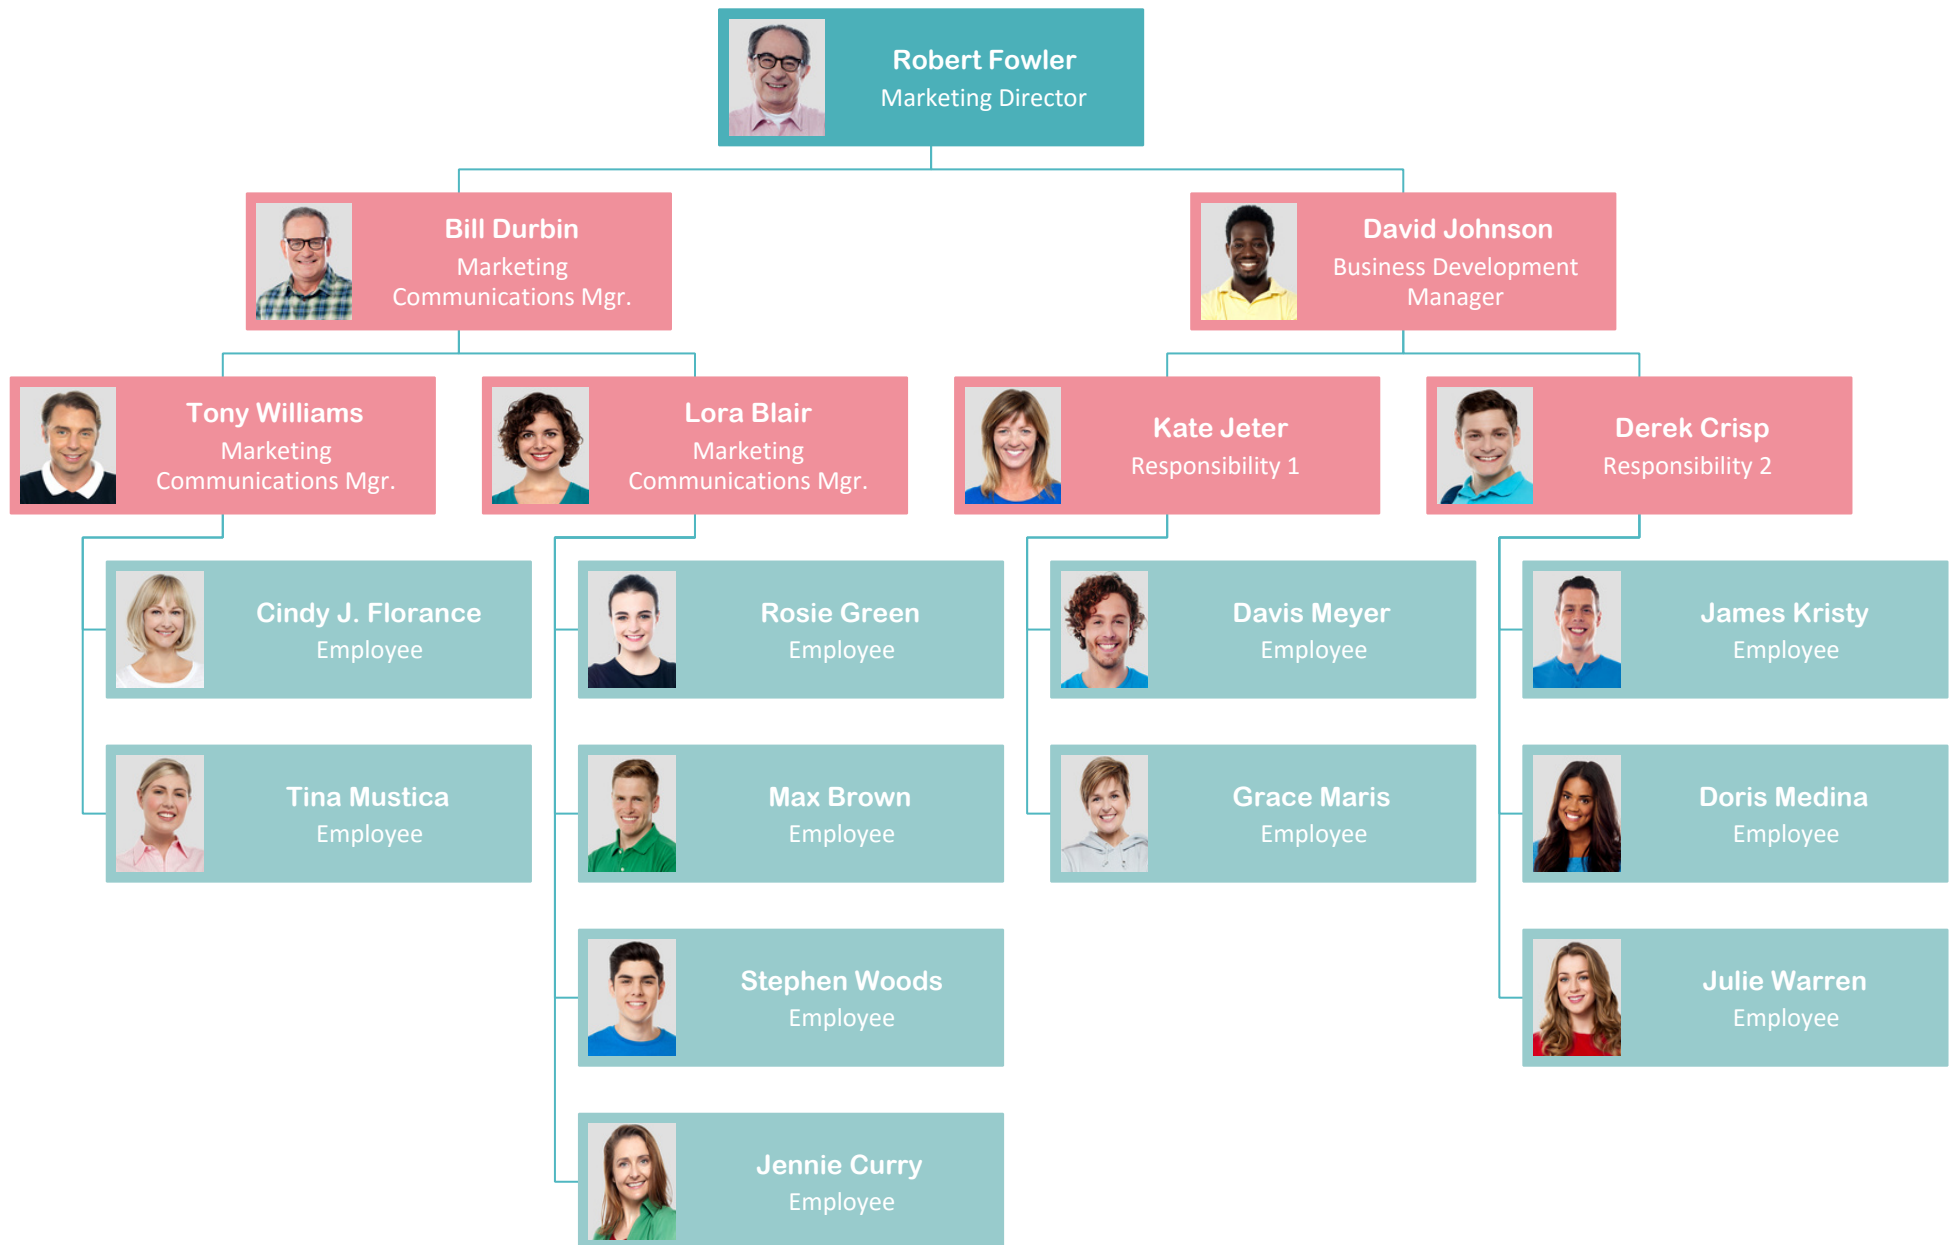 Robert Fowler
Marketing Director
Bill Durbin
Marketing
Communications Mgr.
David Johnson
Business Development
Manager
Tony Williams
Marketing
Communications Mgr.
Lora Blair
Marketing
Communications Mgr.
Kate Jeter
Responsibility 1
Derek Crisp
Responsibility 2
Cindy J. Florance
Employee
Rosie Green
Employee
Davis Meyer
Employee
James Kristy
Employee
Tina Mustica
Employee
Max Brown
Employee
Grace Maris
Employee
Doris Medina
Employee
Stephen Woods
Employee
Julie Warren
Employee
Jennie Curry
Employee